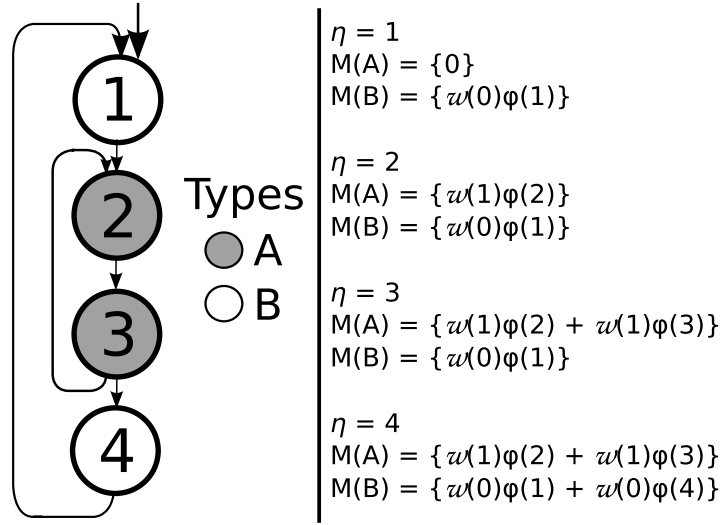 1
2
3
4
Types
A
B
η = 1
M(A) = {0}
M(B) = {w(0)φ(1)}
η = 2
M(A) = {w(1)φ(2)}
M(B) = {w(0)φ(1)}
η = 3
M(A) = {w(1)φ(2) + w(1)φ(3)}
M(B) = {w(0)φ(1)}
η = 4
M(A) = {w(1)φ(2) + w(1)φ(3)}
M(B) = {w(0)φ(1) + w(0)φ(4)}